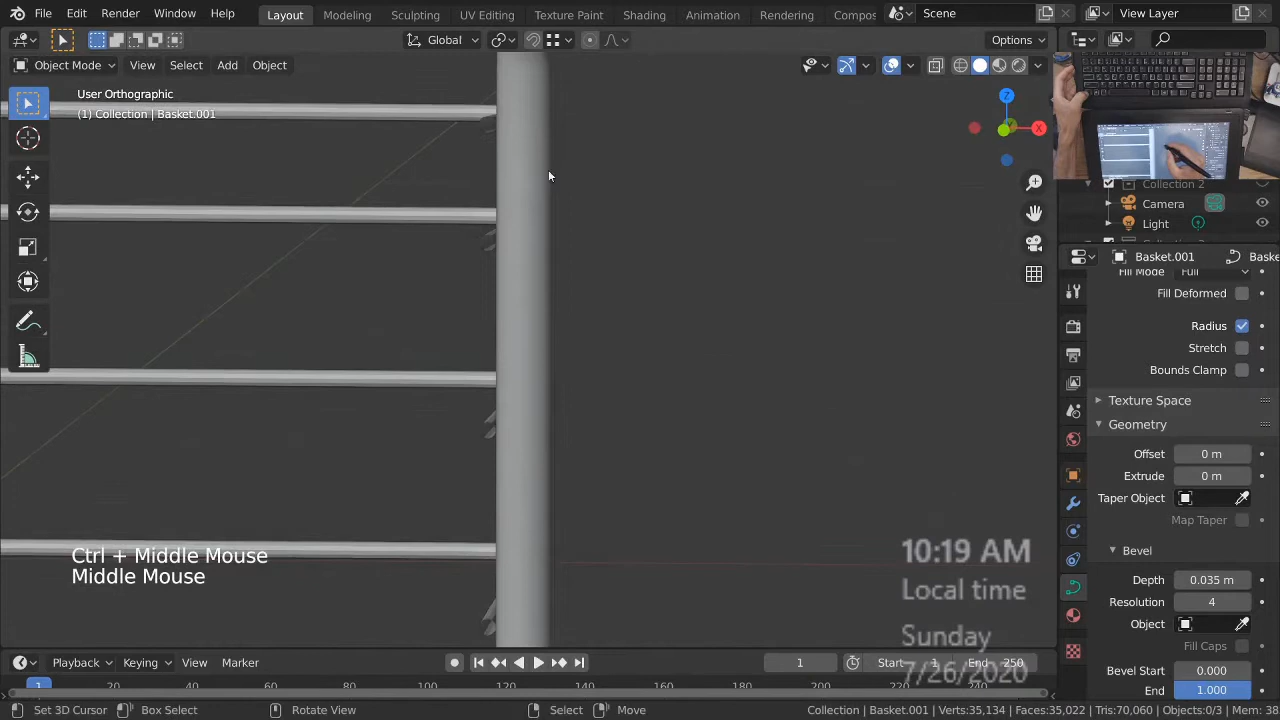 File Edit Render Window Help Layout Modeling Sculpting UV Editing Texture Paint Shading Animation Rendering Compos Scene View Layer
Global Options
Object Mode View Select Add Object
User Orthographic
(1) Collection | Basket.001
Z
X
Y
Collection 2
Camera
Light
Basket.001 Baske
Fill Mode Full
Fill Deformed
Radius
Stretch
Bounds Clamp
Texture Space
Geometry
Offset 0 m
Extrude 0 m
Taper Object
Map Taper
Bevel
Depth 0.035 m
Resolution 4
Object
Fill Caps
Bevel Start 0.000
End 1.000
Ctrl + Middle Mouse
Middle Mouse
10:19 AM
Local time
Sunday
7/26/2020
Playback Keying View Marker 1 Start 1 End 250
1 20 40 60 80 100 120 140 160 180 200 220 240
Set 3D Cursor Box Select Rotate View Select Move Collection | Basket.001 Verts:35,134 | Faces:35,022 | Tris:70,060 | Objects:0/3 | Mem: 38